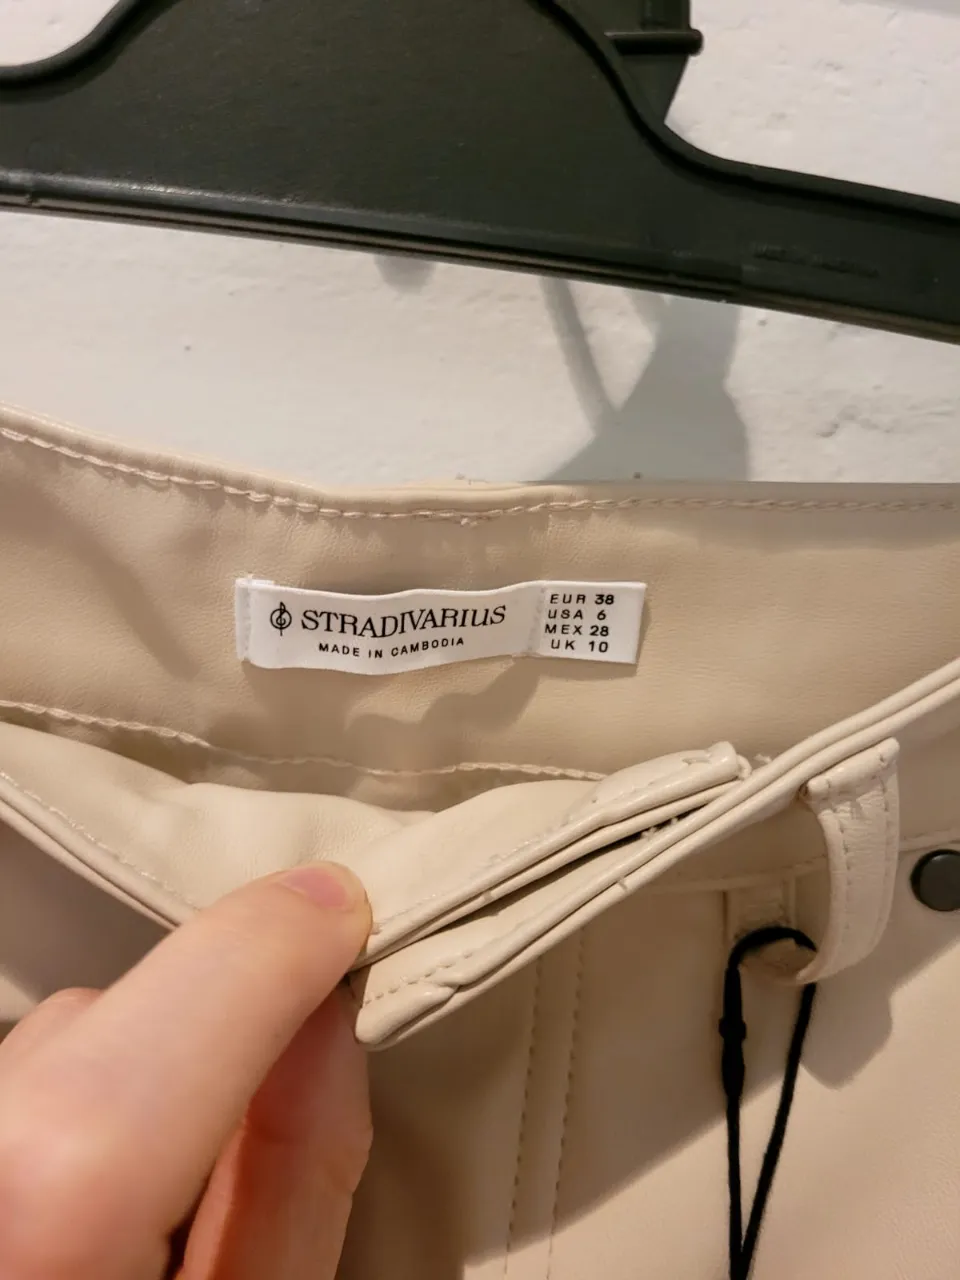 STRADIVARIUS
MADE IN CAMBODIA
EUR 38
USA 6
MEX 28
UK 10